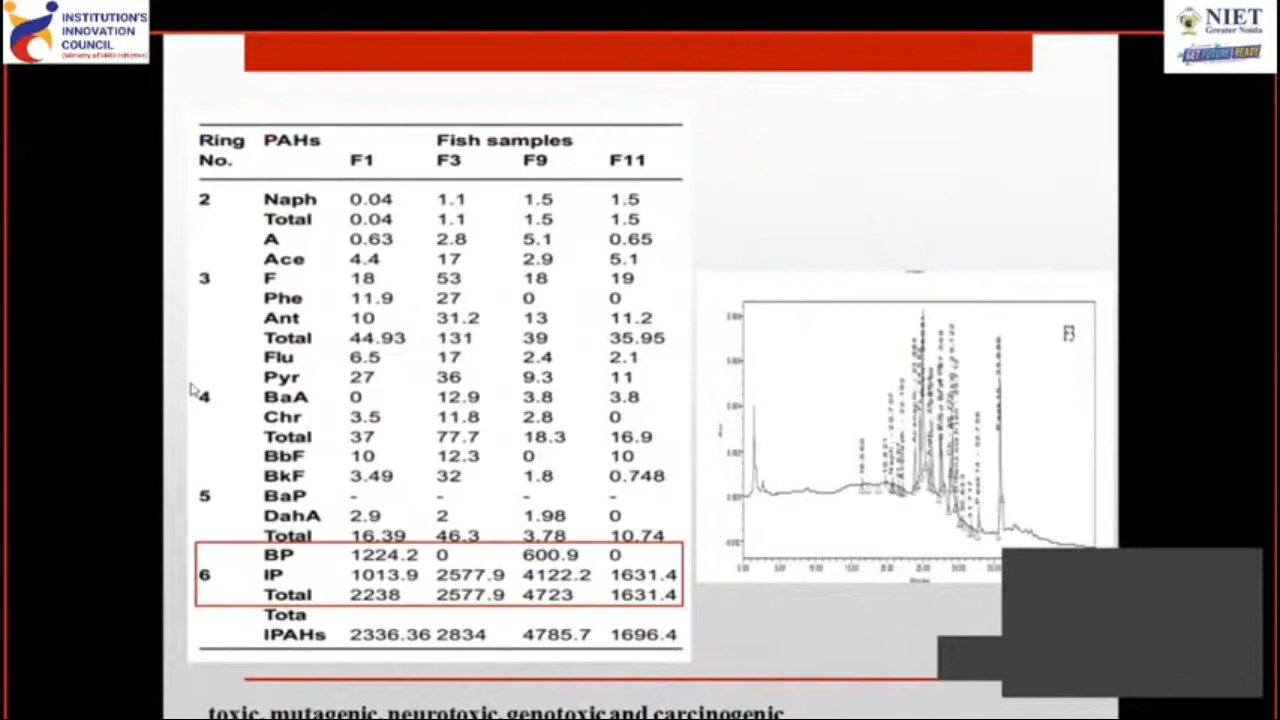 INSTITUTION'S
INNOVATION
COUNCIL
(Ministry of HRD Initiative)
NIET
Greater Noida
GET FUTURE READY
Ring PAHs Fish samples
No. F1 F3 F9 F11
2 Naph 0.04 1.1 1.5 1.5
Total 0.04 1.1 1.5 1.5
A 0.63 2.8 5.1 0.65
Ace 4.4 17 2.9 5.1
3 F 18 53 18 19
Phe 11.9 27 0 0
Ant 10 31.2 13 11.2
Total 44.93 131 39 35.95
Flu 6.5 17 2.4 2.1
Pyr 27 36 9.3 11
4 BaA 0 12.9 3.8 3.8
Chr 3.5 11.8 2.8 0
Total 37 77.7 18.3 16.9
BbF 10 12.3 0 10
BkF 3.49 32 1.8 0.748
5 BaP - - - -
DahA 2.9 2 1.98 0
Total 16.39 46.3 3.78 10.74
BP 1224.2 0 600.9 0
6 IP 1013.9 2577.9 4122.2 1631.4
Total 2238 2577.9 4723 1631.4
Tota
lPAHs 2336.36 2834 4785.7 1696.4
F3
toxic, mutagenic, neurotoxic, genotoxic and carcinogenic